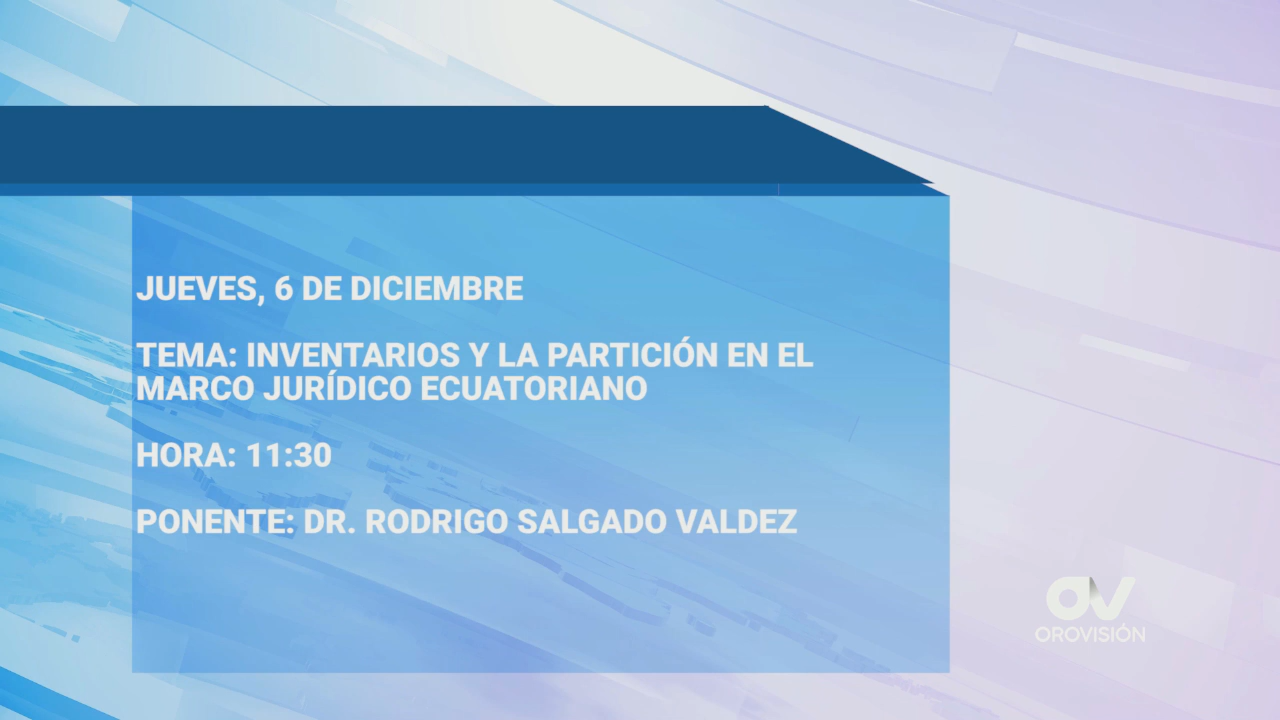 JUEVES, 6 DE DICIEMBRE
TEMA: INVENTARIOS Y LA PARTICIÓN EN EL
MARCO JURÍDICO ECUATORIANO
HORA: 11:30
PONENTE: DR. RODRIGO SALGADO VALDEZ
OV
OROVISIÓN